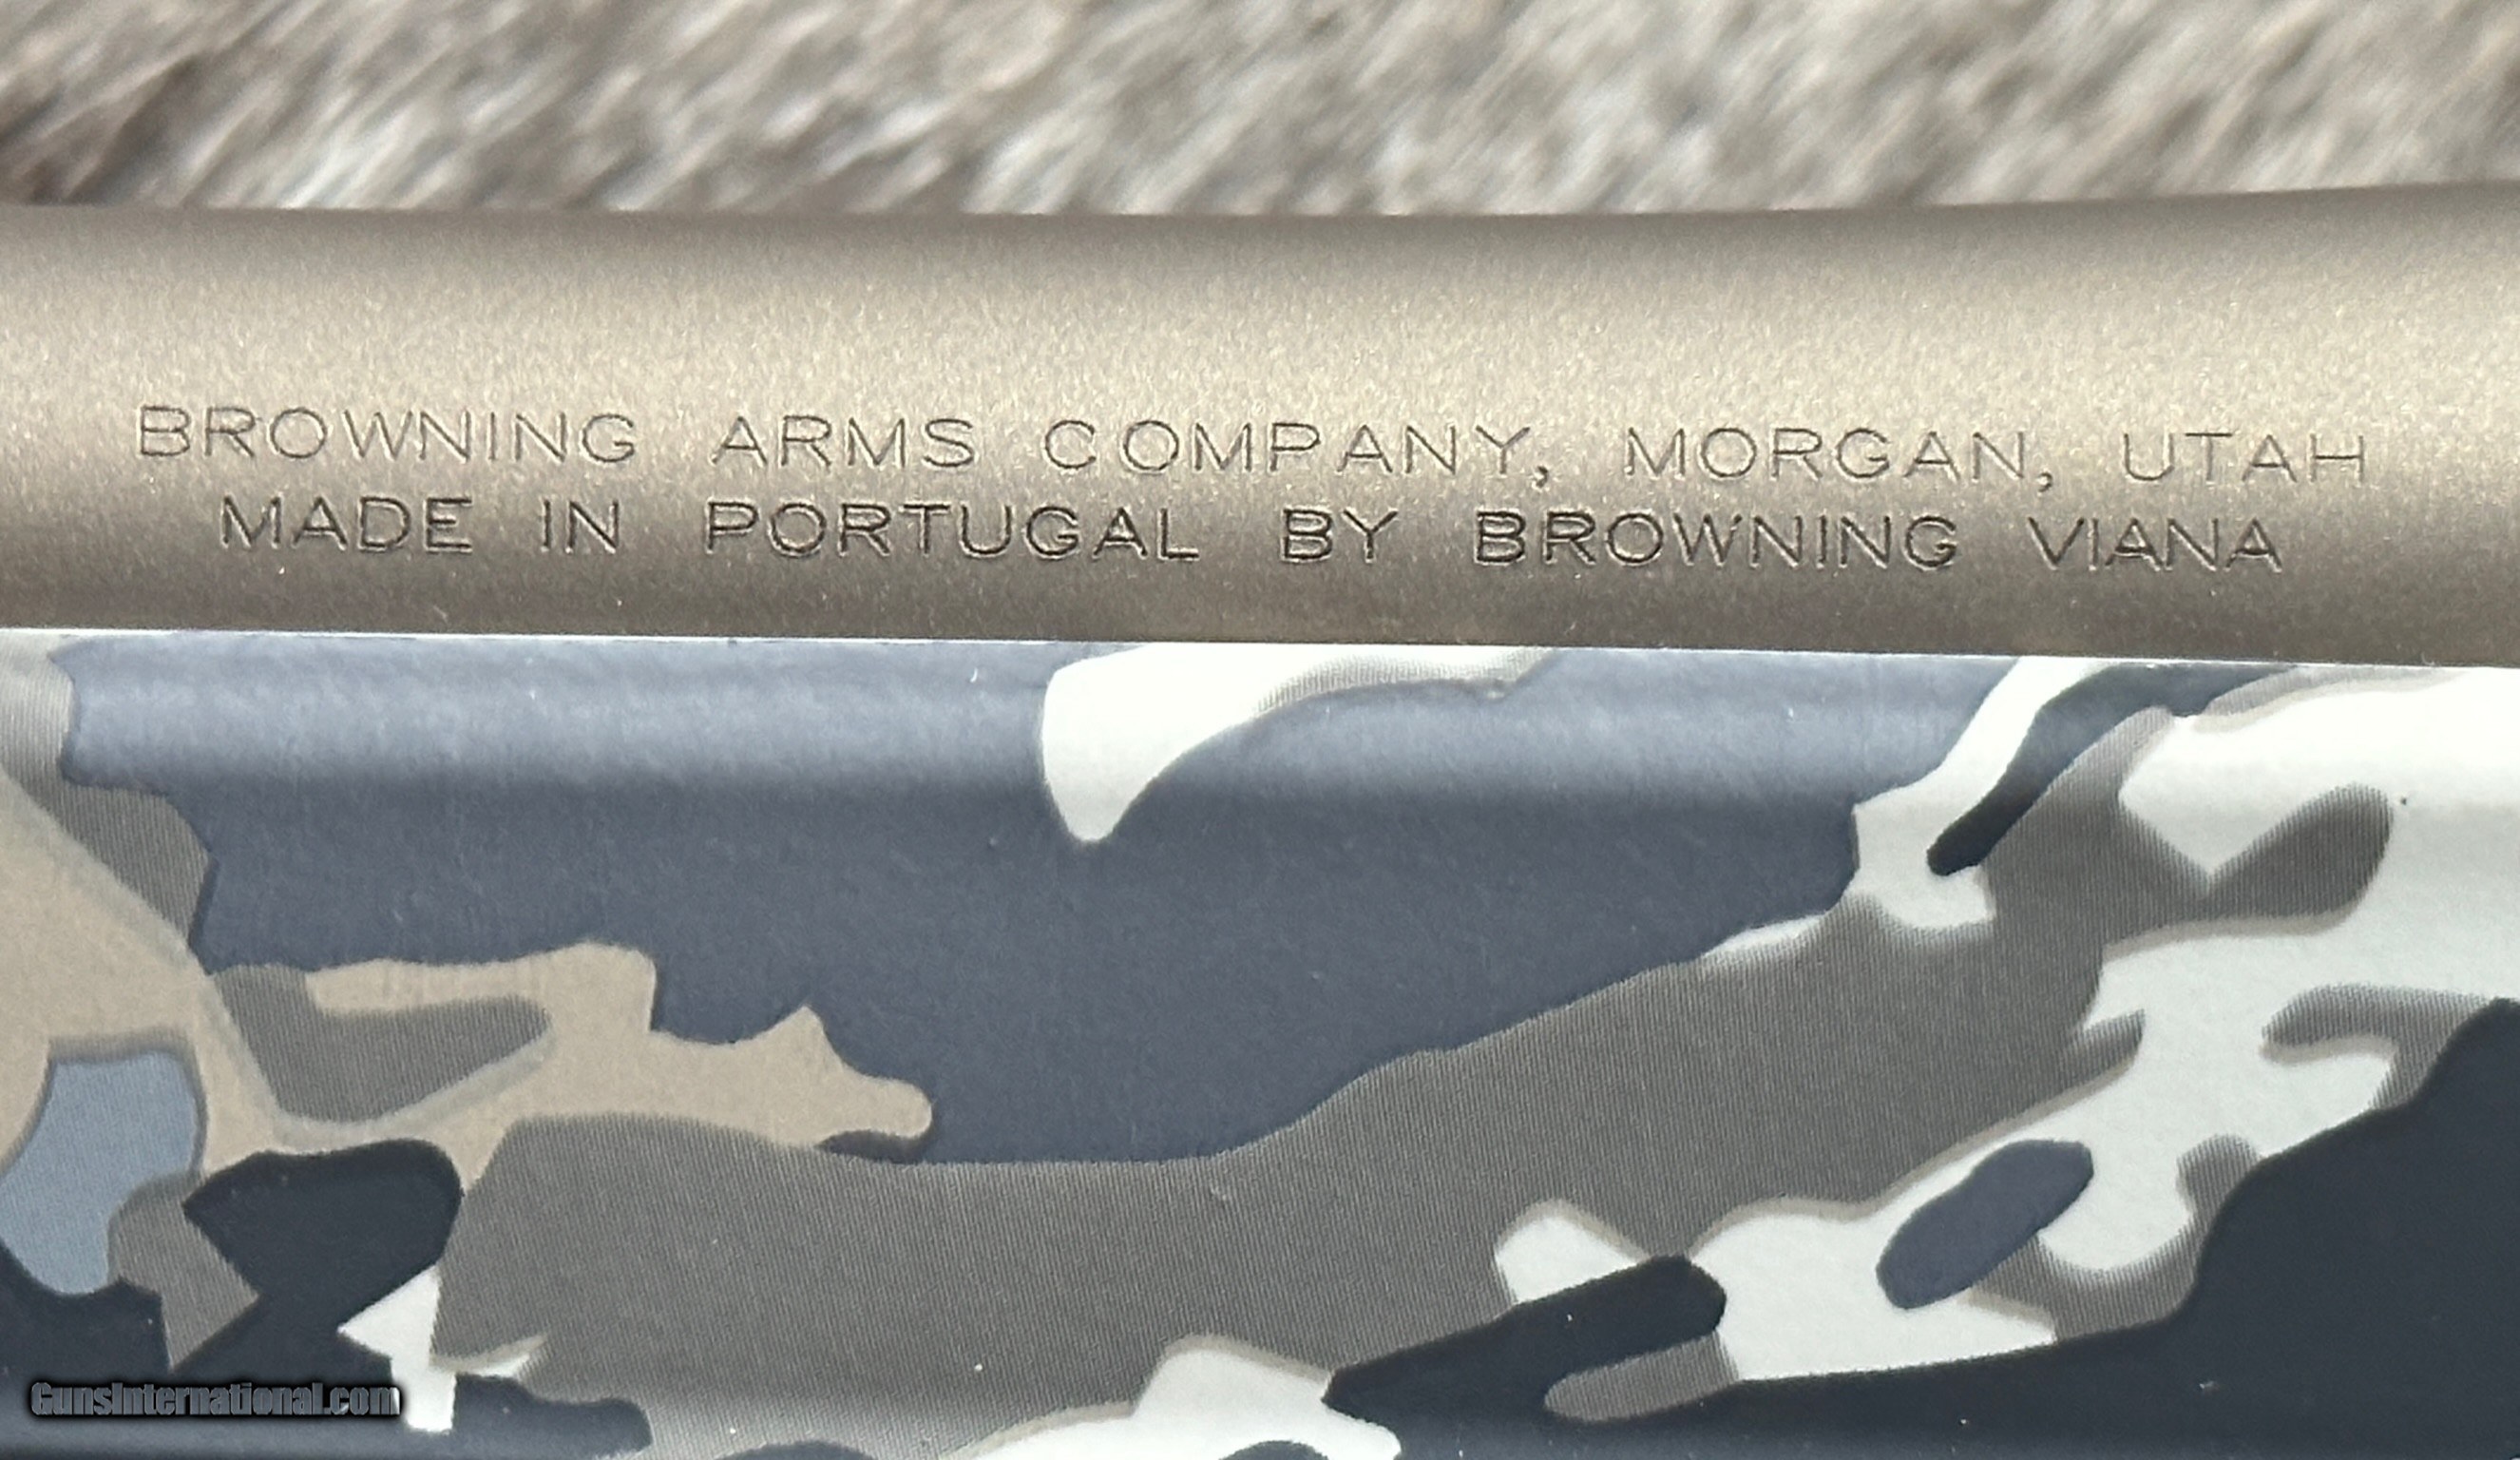 BROWNING ARMS COMPANY, MORGAN, UTAH
MADE IN PORTUGAL BY BROWNING VIANA
GunsInternational.com